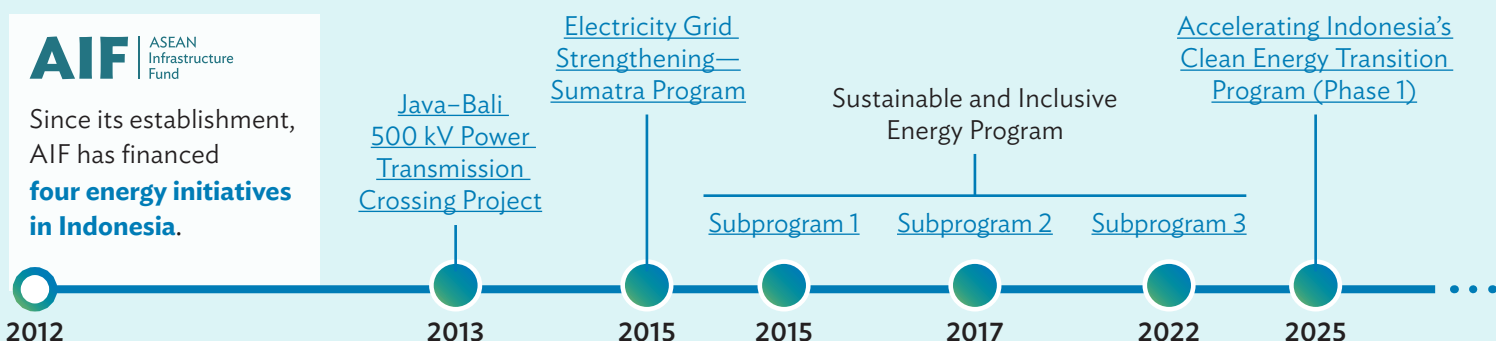 AIF
ASEAN
Infrastructure
Fund
Since its establishment,
AIF has financed
four energy initiatives
in Indonesia.
Java–Bali
500 kV Power
Transmission
Crossing Project
Electricity Grid
Strengthening—
Sumatra Program
Sustainable and Inclusive
Energy Program
Subprogram 1
Subprogram 2
Subprogram 3
Accelerating Indonesia's
Clean Energy Transition
Program (Phase 1)
2012
2013
2015
2015
2017
2022
2025